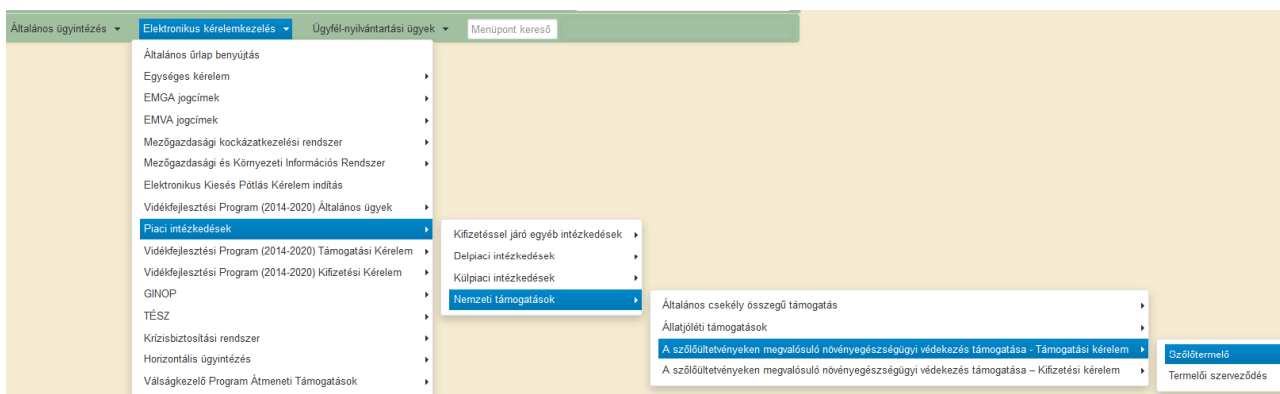 Általános ügyintézés
Elektronikus kérelemkezelés
Ügyfél-nyilvántartási ügyek
Menüpont kereső
Általános űrlap benyújtás
Egységes kérelem
EMGA jogcímek
EMVA jogcímek
Mezőgazdasági kockázatkezelési rendszer
Mezőgazdasági és Környezeti Információs Rendszer
Elektronikus Kiesés Pótlás Kérelem indítás
Vidékfejlesztési Program (2014-2020) Általános ügyek
Piaci intézkedések
Vidékfejlesztési Program (2014-2020) Támogatási Kérelem
Vidékfejlesztési Program (2014-2020) Kifizetési Kérelem
GINOP
TÉSZ
Krízisbiztosítási rendszer
Horizontális ügyintézés
Válságkezelő Program Átmeneti Támogatások
Kifizetéssel járó egyéb intézkedések
Belpiaci intézkedések
Külpiaci intézkedések
Nemzeti támogatások
Általános csekély összegű támogatás
Állatjóléti támogatások
A szőlőültetvényeken megvalósuló növényegészségügyi védekezés támogatása - Támogatási kérelem
A szőlőültetvényeken megvalósuló növényegészségügyi védekezés támogatása – Kifizetési kérelem
Szőlőtermelő
Termelői szerveződés